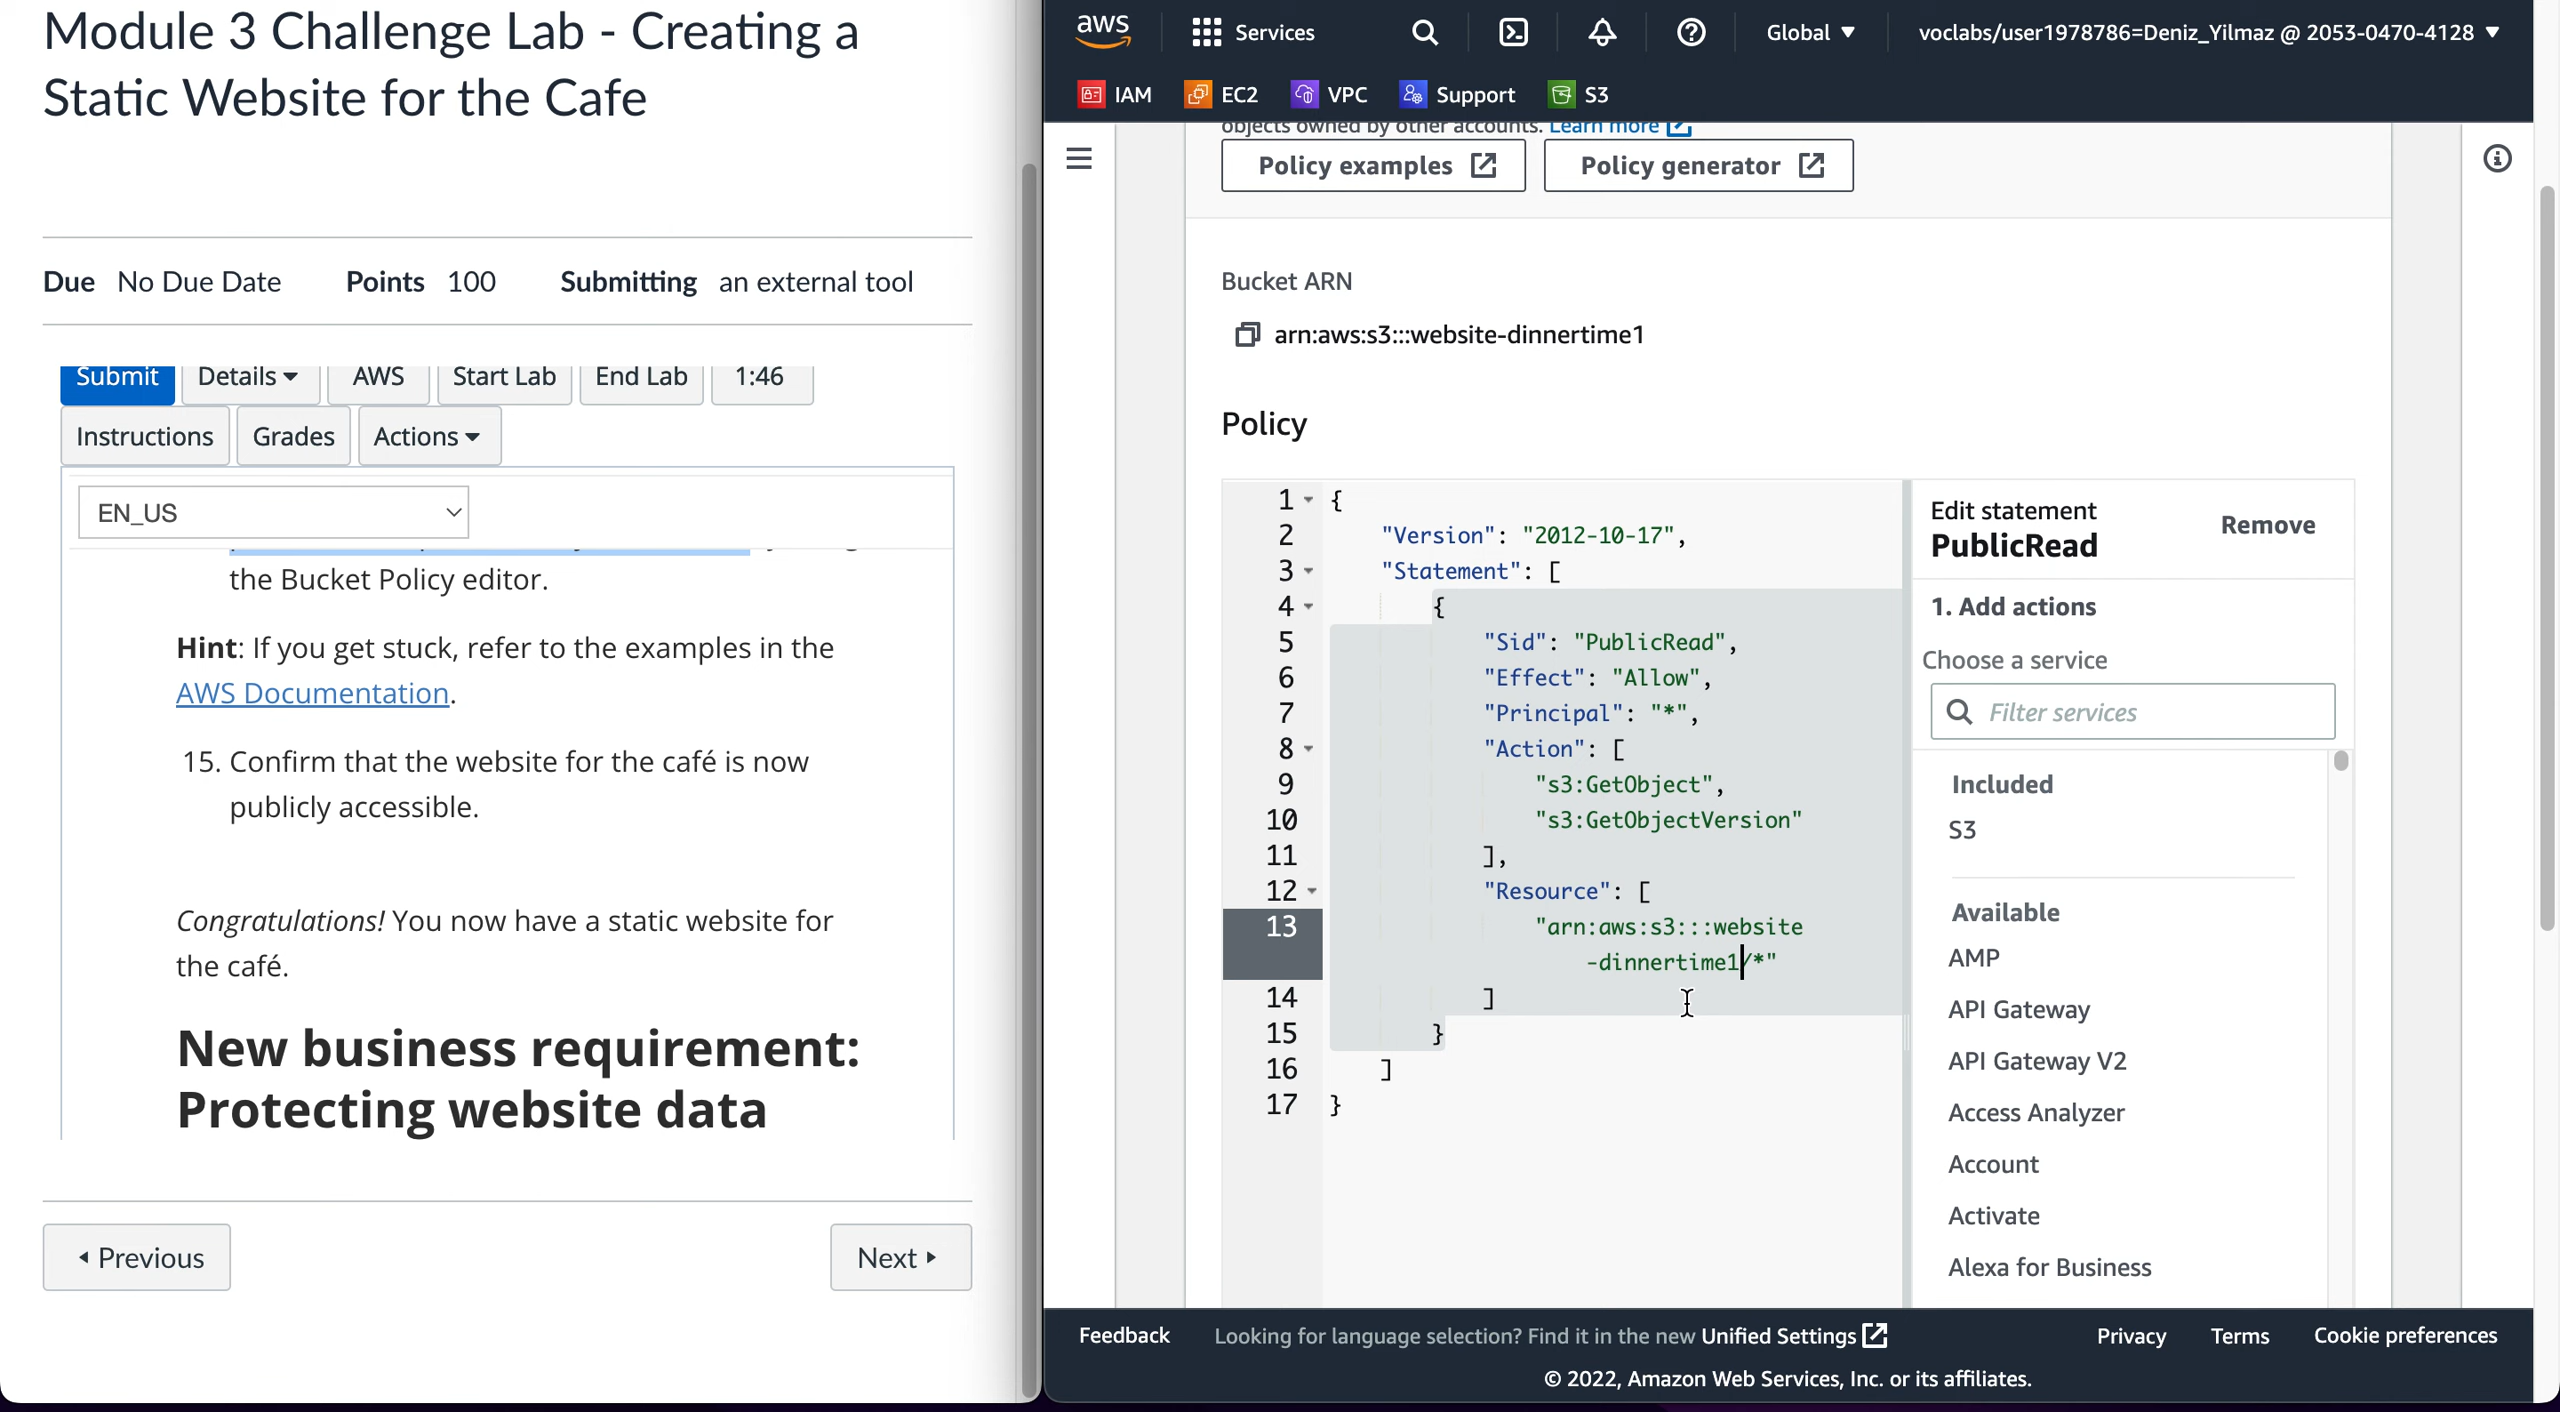 Module 3 Challenge Lab - Creating a
Static Website for the Cafe
Due No Due Date Points 100 Submitting an external tool
Submit Details AWS Start Lab End Lab 1:46
Instructions Grades Actions
EN_US
the Bucket Policy editor.
Hint: If you get stuck, refer to the examples in the
AWS Documentation.
15. Confirm that the website for the café is now
publicly accessible.
Congratulations! You now have a static website for
the café.
New business requirement:
Protecting website data
Previous Next
aws Services Global voclabs/user1978786=Deniz_Yilmaz @ 2053-0470-4128
IAM EC2 VPC Support S3
objects owned by other accounts. Learn more
Policy examples Policy generator
Bucket ARN
arn:aws:s3:::website-dinnertime1
Policy
1 {
2 "Version": "2012-10-17",
3 "Statement": [
4 {
5 "Sid": "PublicRead",
6 "Effect": "Allow",
7 "Principal": "*",
8 "Action": [
9 "s3:GetObject",
10 "s3:GetObjectVersion"
11 ],
12 "Resource": [
13 "arn:aws:s3:::website
-dinnertime1/*"
14 ]
15 }
16 ]
17 }
Edit statement
PublicRead
Remove
1. Add actions
Choose a service
Filter services
Included
S3
Available
AMP
API Gateway
API Gateway V2
Access Analyzer
Account
Activate
Alexa for Business
Feedback Looking for language selection? Find it in the new Unified Settings Privacy Terms Cookie preferences
© 2022, Amazon Web Services, Inc. or its affiliates.